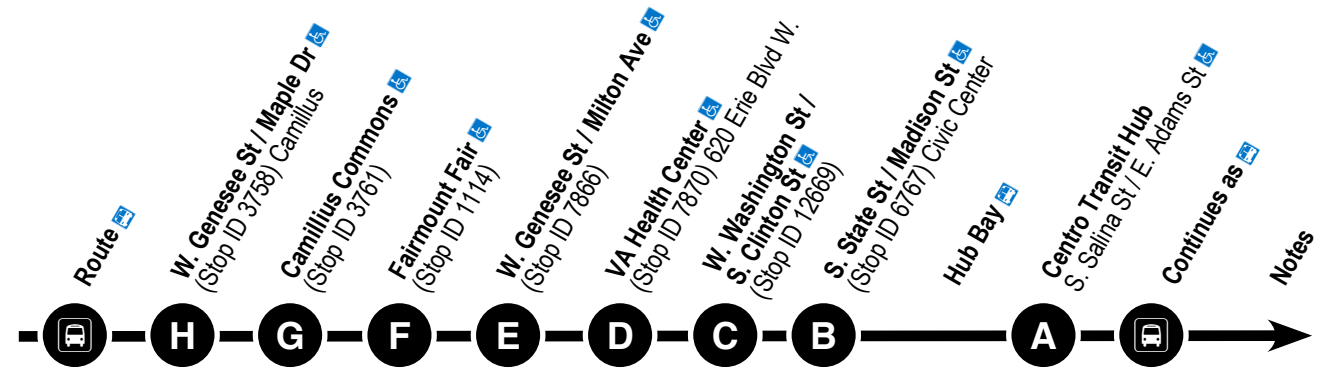 Route
W. Genesee St / Maple Dr
(Stop ID 3758) Camillus
Camillius Commons
(Stop ID 3761)
Fairmount Fair
(Stop ID 1114)
W. Genesee St / Milton Ave
(Stop ID 7866)
VA Health Center
(Stop ID 7870) 620 Erie Blvd W.
W. Washington St /
S. Clinton St
(Stop ID 12669)
S. State St / Madison St
(Stop ID 6767) Civic Center
Hub Bay
Centro Transit Hub
S. Salina St / E. Adams St
Continues as
Notes
H
G
F
E
D
C
B
A